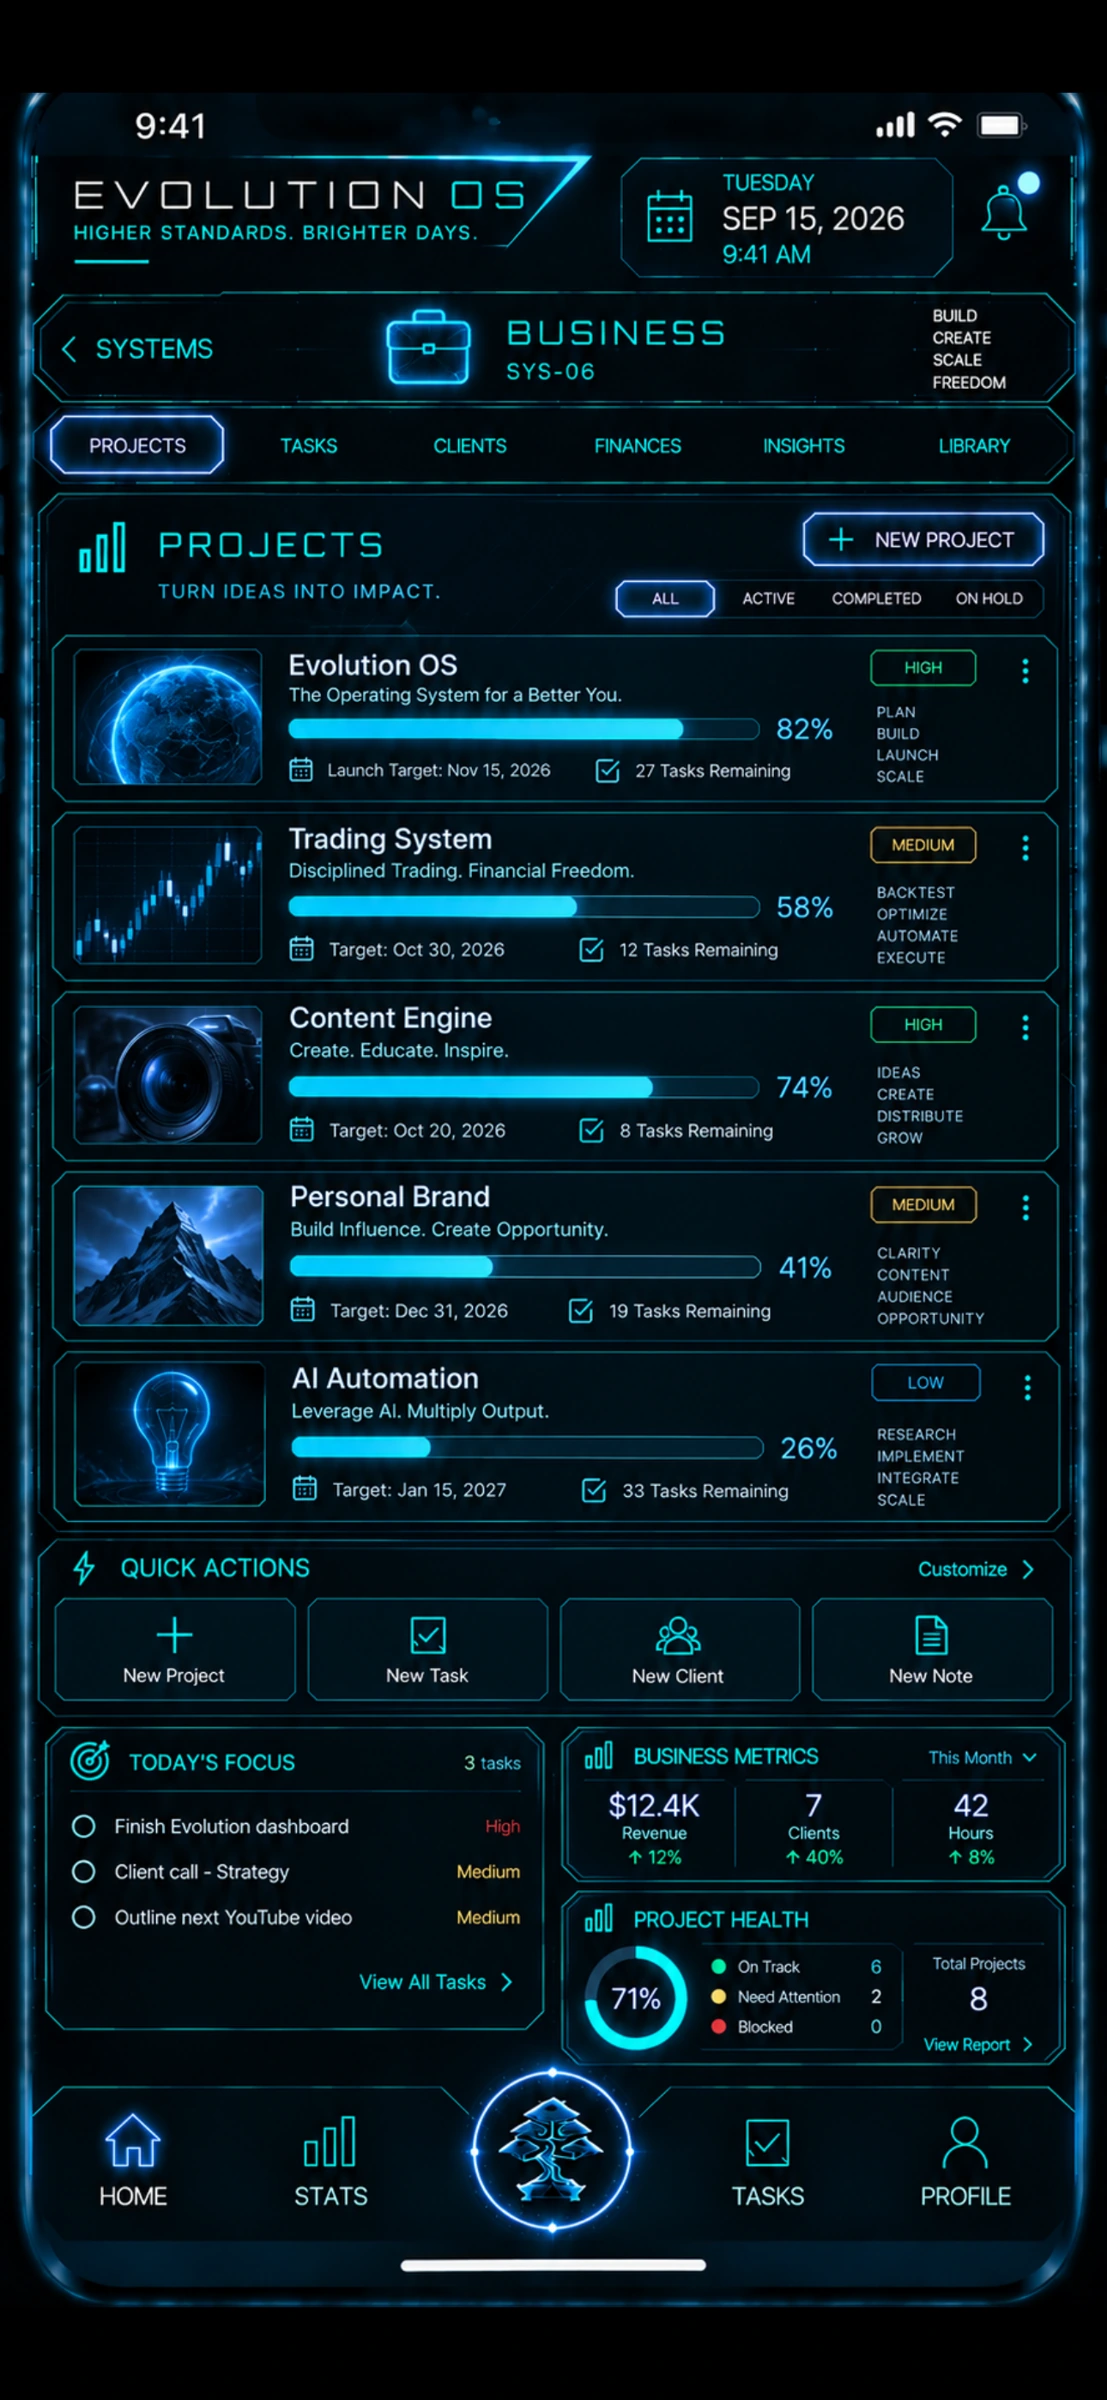 9:41
EVOLUTION OS
HIGHER STANDARDS. BRIGHTER DAYS.
TUESDAY
SEP 15, 2026
9:41 AM
SYSTEMS
BUSINESS
SYS-06
BUILD
CREATE
SCALE
FREEDOM
PROJECTS TASKS CLIENTS FINANCES INSIGHTS LIBRARY
PROJECTS
TURN IDEAS INTO IMPACT.
NEW PROJECT
ALL ACTIVE COMPLETED ON HOLD
Evolution OS
The Operating System for a Better You.
82%
Launch Target: Nov 15, 2026 27 Tasks Remaining
HIGH
PLAN
BUILD
LAUNCH
SCALE
Trading System
Disciplined Trading. Financial Freedom.
58%
Target: Oct 30, 2026 12 Tasks Remaining
MEDIUM
BACKTEST
OPTIMIZE
AUTOMATE
EXECUTE
Content Engine
Create. Educate. Inspire.
74%
Target: Oct 20, 2026 8 Tasks Remaining
HIGH
IDEAS
CREATE
DISTRIBUTE
GROW
Personal Brand
Build Influence. Create Opportunity.
41%
Target: Dec 31, 2026 19 Tasks Remaining
MEDIUM
CLARITY
CONTENT
AUDIENCE
OPPORTUNITY
AI Automation
Leverage AI. Multiply Output.
26%
Target: Jan 15, 2027 33 Tasks Remaining
LOW
RESEARCH
IMPLEMENT
INTEGRATE
SCALE
QUICK ACTIONS
Customize
New Project New Task New Client New Note
TODAY'S FOCUS 3 tasks
Finish Evolution dashboard High
Client call - Strategy Medium
Outline next YouTube video Medium
View All Tasks
BUSINESS METRICS This Month
$12.4K 7 42
Revenue Clients Hours
↑ 12% ↑ 40% ↑ 8%
PROJECT HEALTH
71%
On Track 6
Need Attention 2
Blocked 0
Total Projects
8
View Report
HOME STATS TASKS PROFILE